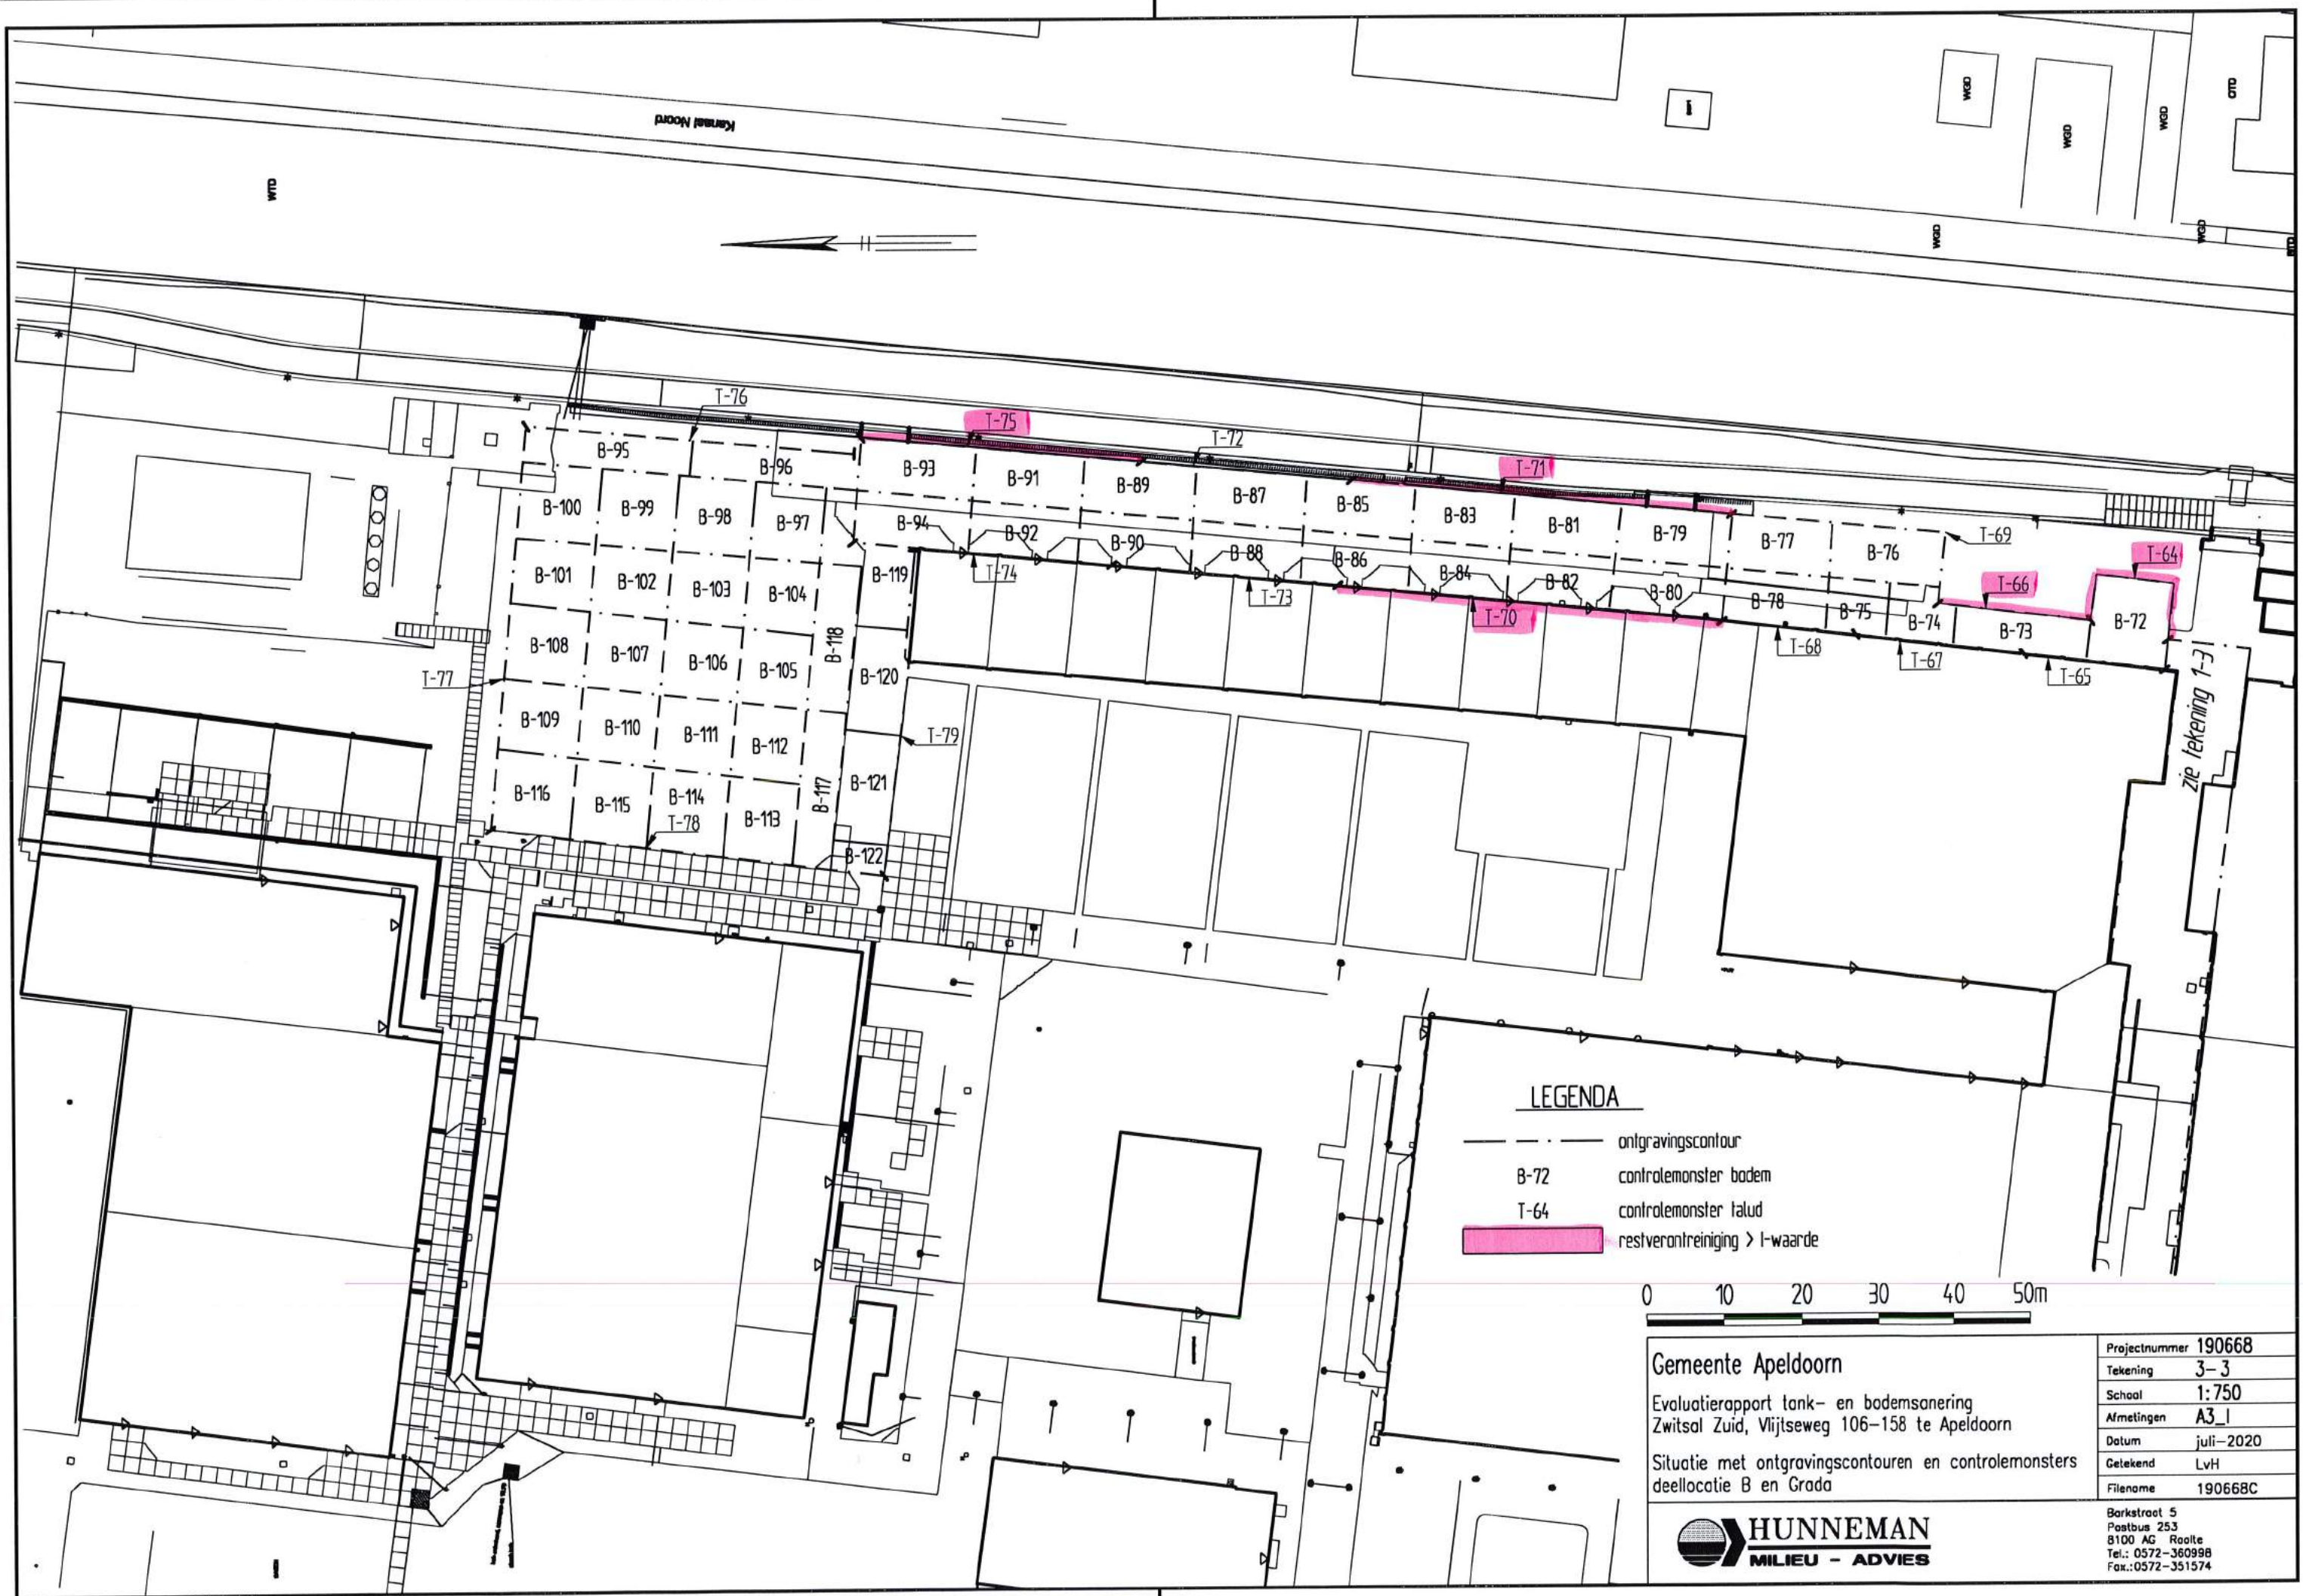 Kanaal Noord
WTD
WGD
WGD
WGD
OTD
WGD
WGD
T-76
T-75
T-72
T-71
T-69
T-64
T-66
B-95
B-96
B-93
B-91
B-89
B-87
B-85
B-83
B-81
B-79
B-77
B-76
B-100
B-99
B-98
B-97
B-94
B-92
B-90
B-88
B-86
B-84
B-82
B-80
B-78
B-75
B-74
B-73
B-72
T-74
T-73
T-70
T-68
T-67
T-65
B-101
B-102
B-103
B-104
B-119
B-108
B-107
B-106
B-105
B-118
B-120
T-77
B-109
B-110
B-111
B-112
T-79
B-116
B-115
B-114
B-113
B-117
B-121
T-78
B-122
zie tekening 1-3
LEGENDA
ontgravingscontour
B-72 controlemonster bodem
T-64 controlemonster talud
restverontreiniging > I-waarde
0 10 20 30 40 50m
Gemeente Apeldoorn
Evaluatierapport tank- en bodemsanering
Zwitsal Zuid, Vlijtseweg 106-158 te Apeldoorn
Situatie met ontgravingscontouren en controlemonsters
deellocatie B en Grada
Projectnummer 190668
Tekening 3-3
Schaal 1:750
Afmetingen A3_l
Datum juli-2020
Getekend LvH
Filename 190668C
HUNNEMAN
MILIEU - ADVIES
Barkstraat 5
Postbus 253
8100 AG Raalte
Tel.: 0572-360998
Fax.:0572-351574